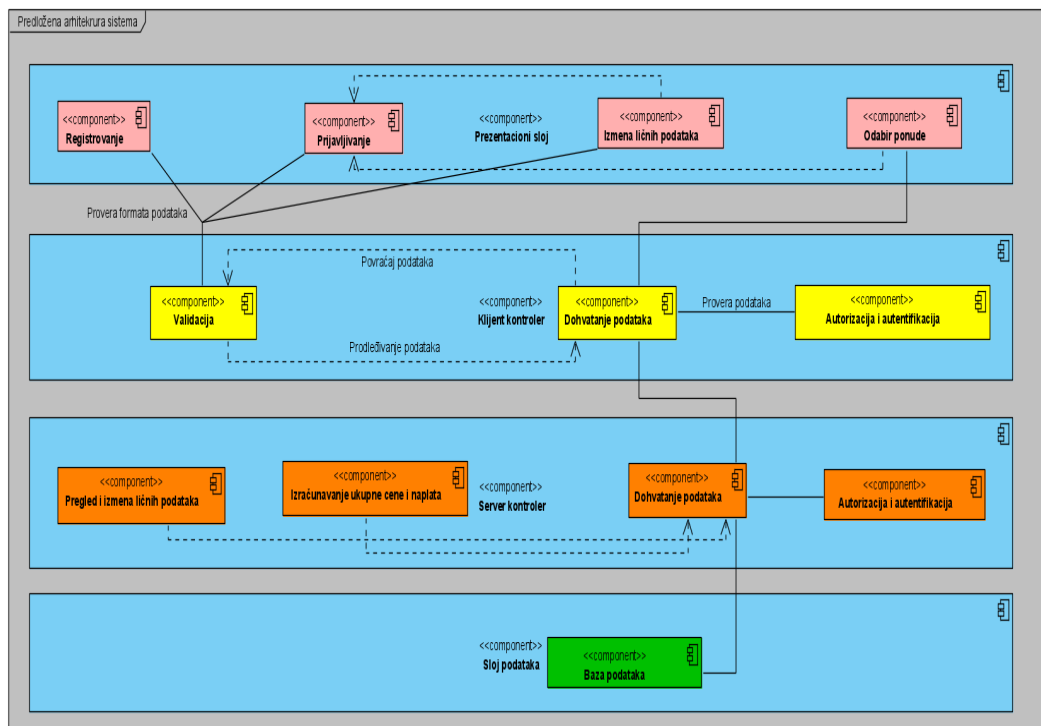 Predložena arhitekrura sistema
<<component>>
Registrovanje
<<component>>
Prijavljivanje
<<component>>
Prezentacioni sloj
<<component>>
Izmena ličnih podataka
<<component>>
Odabir ponude
Provera formata podataka
Povraćaj podataka
<<component>>
Validacija
<<component>>
Klijent kontroler
<<component>>
Dohvatanje podataka
Provera podataka
<<component>>
Autorizacija i autentifikacija
Prodleđivanje podataka
<<component>>
Pregled i izmena ličnih podataka
<<component>>
Izračunavanje ukupne cene i naplata
<<component>>
Server kontroler
<<component>>
Dohvatanje podataka
<<component>>
Autorizacija i autentifikacija
<<component>>
Sloj podataka
<<component>>
Baza podataka